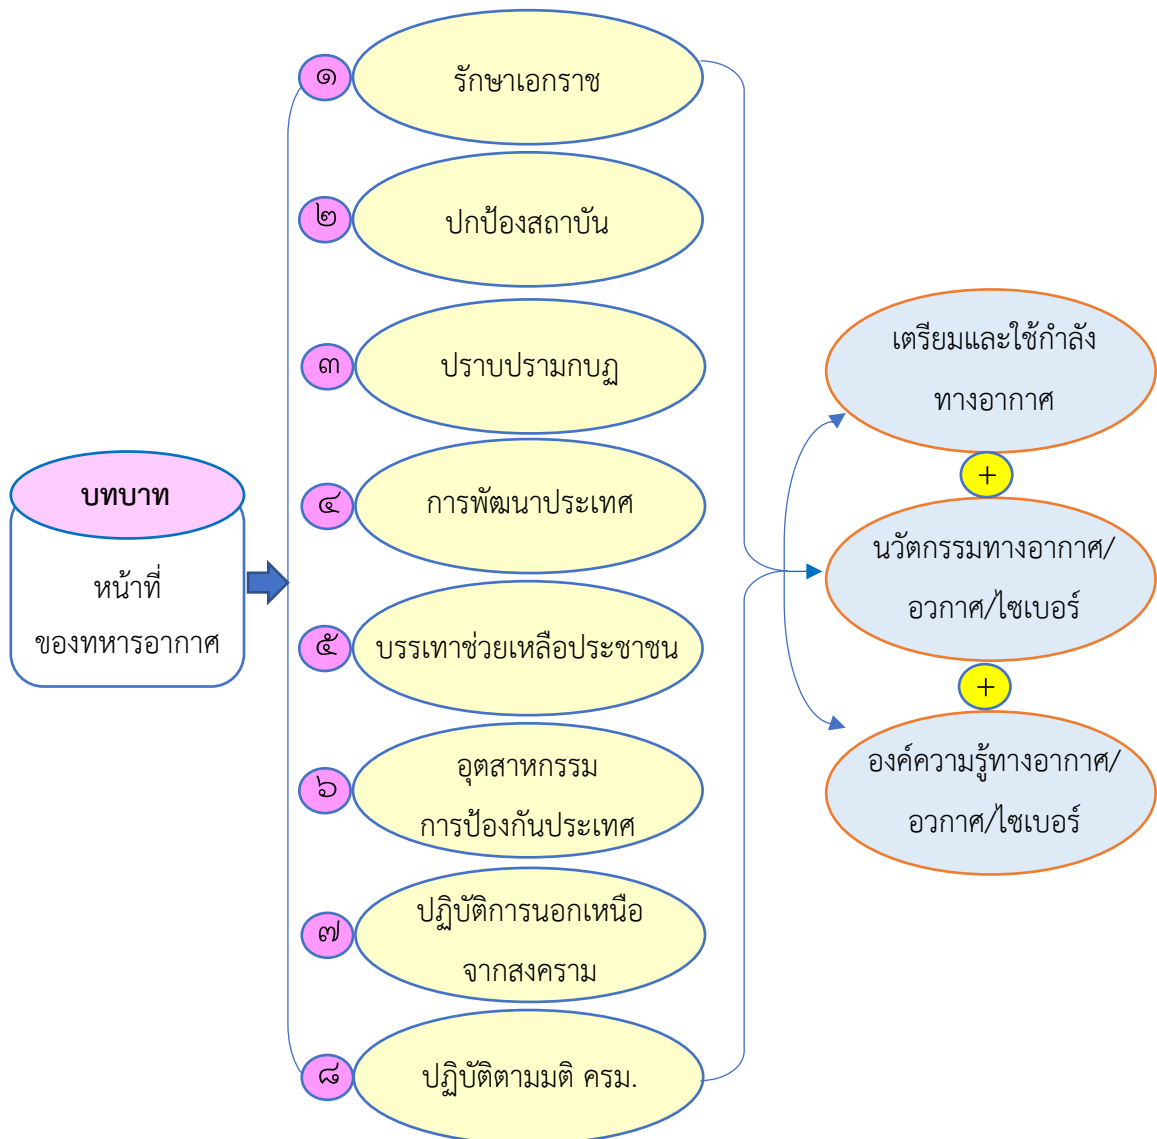 บทบาท
หน้าที่
ของทหารอากาศ
๑
รักษาเอกราช
๒
ปกป้องสถาบัน
๓
ปราบปรามกบฏ
๔
การพัฒนาประเทศ
๕
บรรเทาช่วยเหลือประชาชน
๖
อุตสาหกรรม
การป้องกันประเทศ
๗
ปฏิบัติการนอกเหนือ
จากสงคราม
๘
ปฏิบัติตามมติ ครม.
เตรียมและใช้กำลัง
ทางอากาศ
+
นวัตกรรมทางอากาศ/
อวกาศ/ไซเบอร์
+
องค์ความรู้ทางอากาศ/
อวกาศ/ไซเบอร์